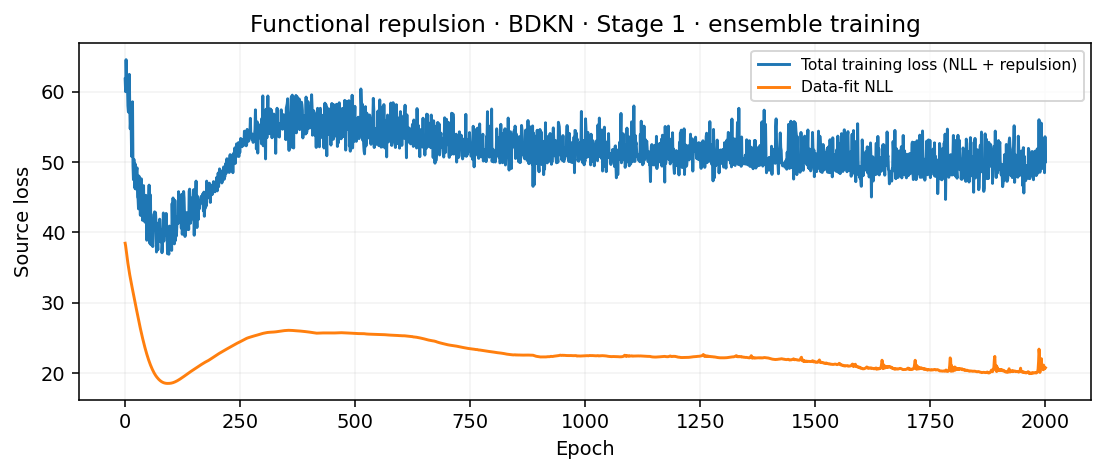 Functional repulsion · BDKN · Stage 1 · ensemble training
Total training loss (NLL + repulsion)
Data-fit NLL
Source loss
60
50
40
30
20
0
250
500
750
1000
1250
1500
1750
2000
Epoch